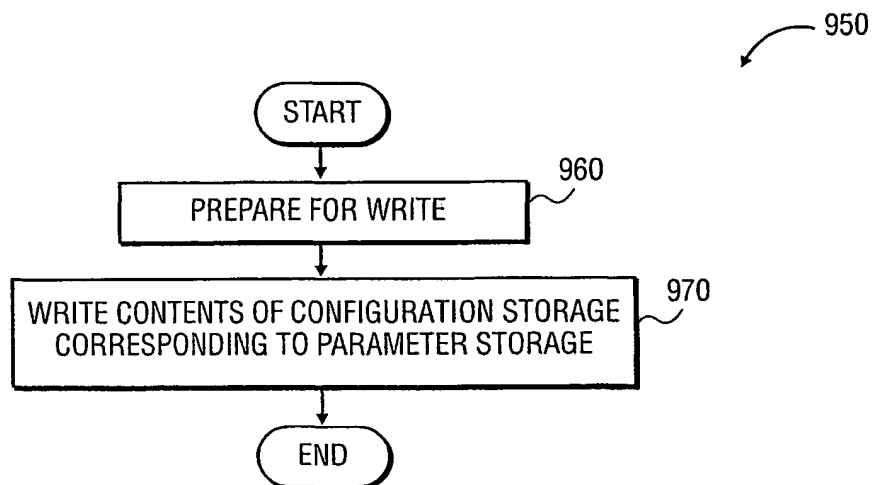 950
START
960
PREPARE FOR WRITE
970
WRITE CONTENTS OF CONFIGURATION STORAGE
CORRESPONDING TO PARAMETER STORAGE
END